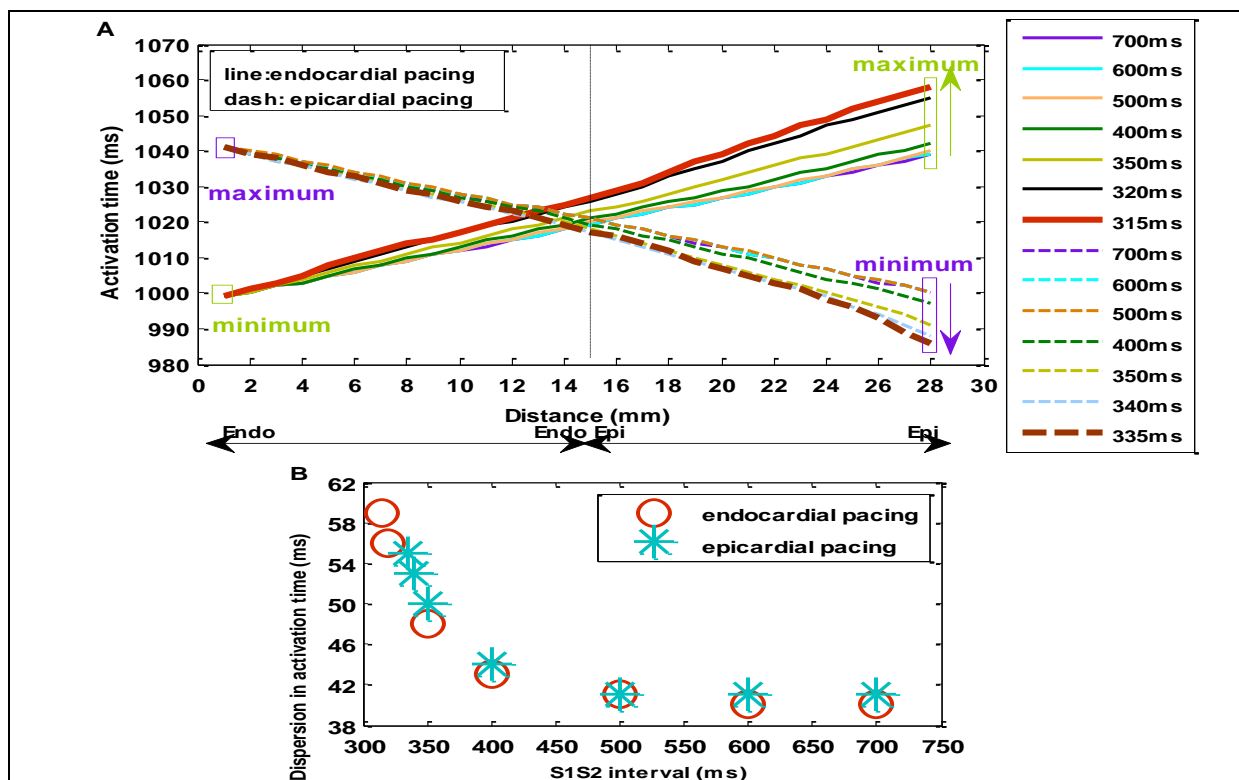 A
1070
1060
1050
1040
1030
1020
1010
1000
990
980
Activation time (ms)
line:endocardial pacing
dash: epicardial pacing
maximum
maximum
minimum
minimum
0 2 4 6 8 10 12 14 16 18 20 22 24 26 28 30
Distance (mm)
Endo Endo Epi Epi
700ms
600ms
500ms
400ms
350ms
320ms
315ms
700ms
600ms
500ms
400ms
350ms
340ms
335ms
B
62
58
54
50
46
42
38
Dispersion in activation time (ms)
endocardial pacing
epicardial pacing
300 350 400 450 500 550 600 650 700 750
S1S2 interval (ms)